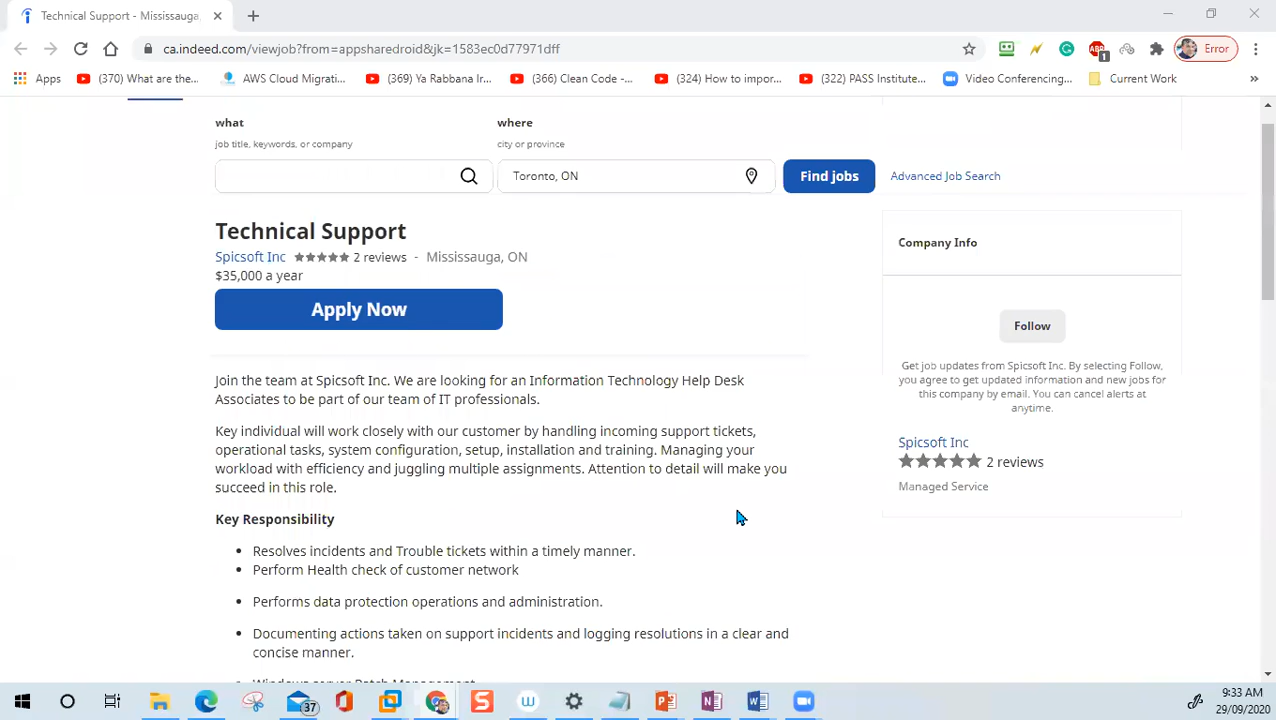 Technical Support - Mississauga,
ca.indeed.com/viewjob?from=appsharedroid&jk=1583ec0d77971dff
1
Error
Apps
(370) What are the...
AWS Cloud Migrati...
(369) Ya Rabbana Ir...
(366) Clean Code -...
(324) How to impor...
(322) PASS Institute...
Video Conferencing...
Current Work
»
what
where
job title, keywords, or company
city or province
Toronto, ON
Find jobs
Advanced Job Search
Technical Support
Spicsoft Inc ★★★★★ 2 reviews - Mississauga, ON
$35,000 a year
Apply Now
Join the team at Spicsoft Inc. We are looking for an Information Technology Help Desk
Associates to be part of our team of IT professionals.
Key individual will work closely with our customer by handling incoming support tickets,
operational tasks, system configuration, setup, installation and training. Managing your
workload with efficiency and juggling multiple assignments. Attention to detail will make you
succeed in this role.
Key Responsibility
• Resolves incidents and Trouble tickets within a timely manner.
• Perform Health check of customer network
• Performs data protection operations and administration.
• Documenting actions taken on support incidents and logging resolutions in a clear and
concise manner.
Company Info
Follow
Get job updates from Spicsoft Inc. By selecting Follow,
you agree to get updated information and new jobs for
this company by email. You can cancel alerts at
anytime.
Spicsoft Inc
★★★★★ 2 reviews
Managed Service
37
9:33 AM
29/09/2020